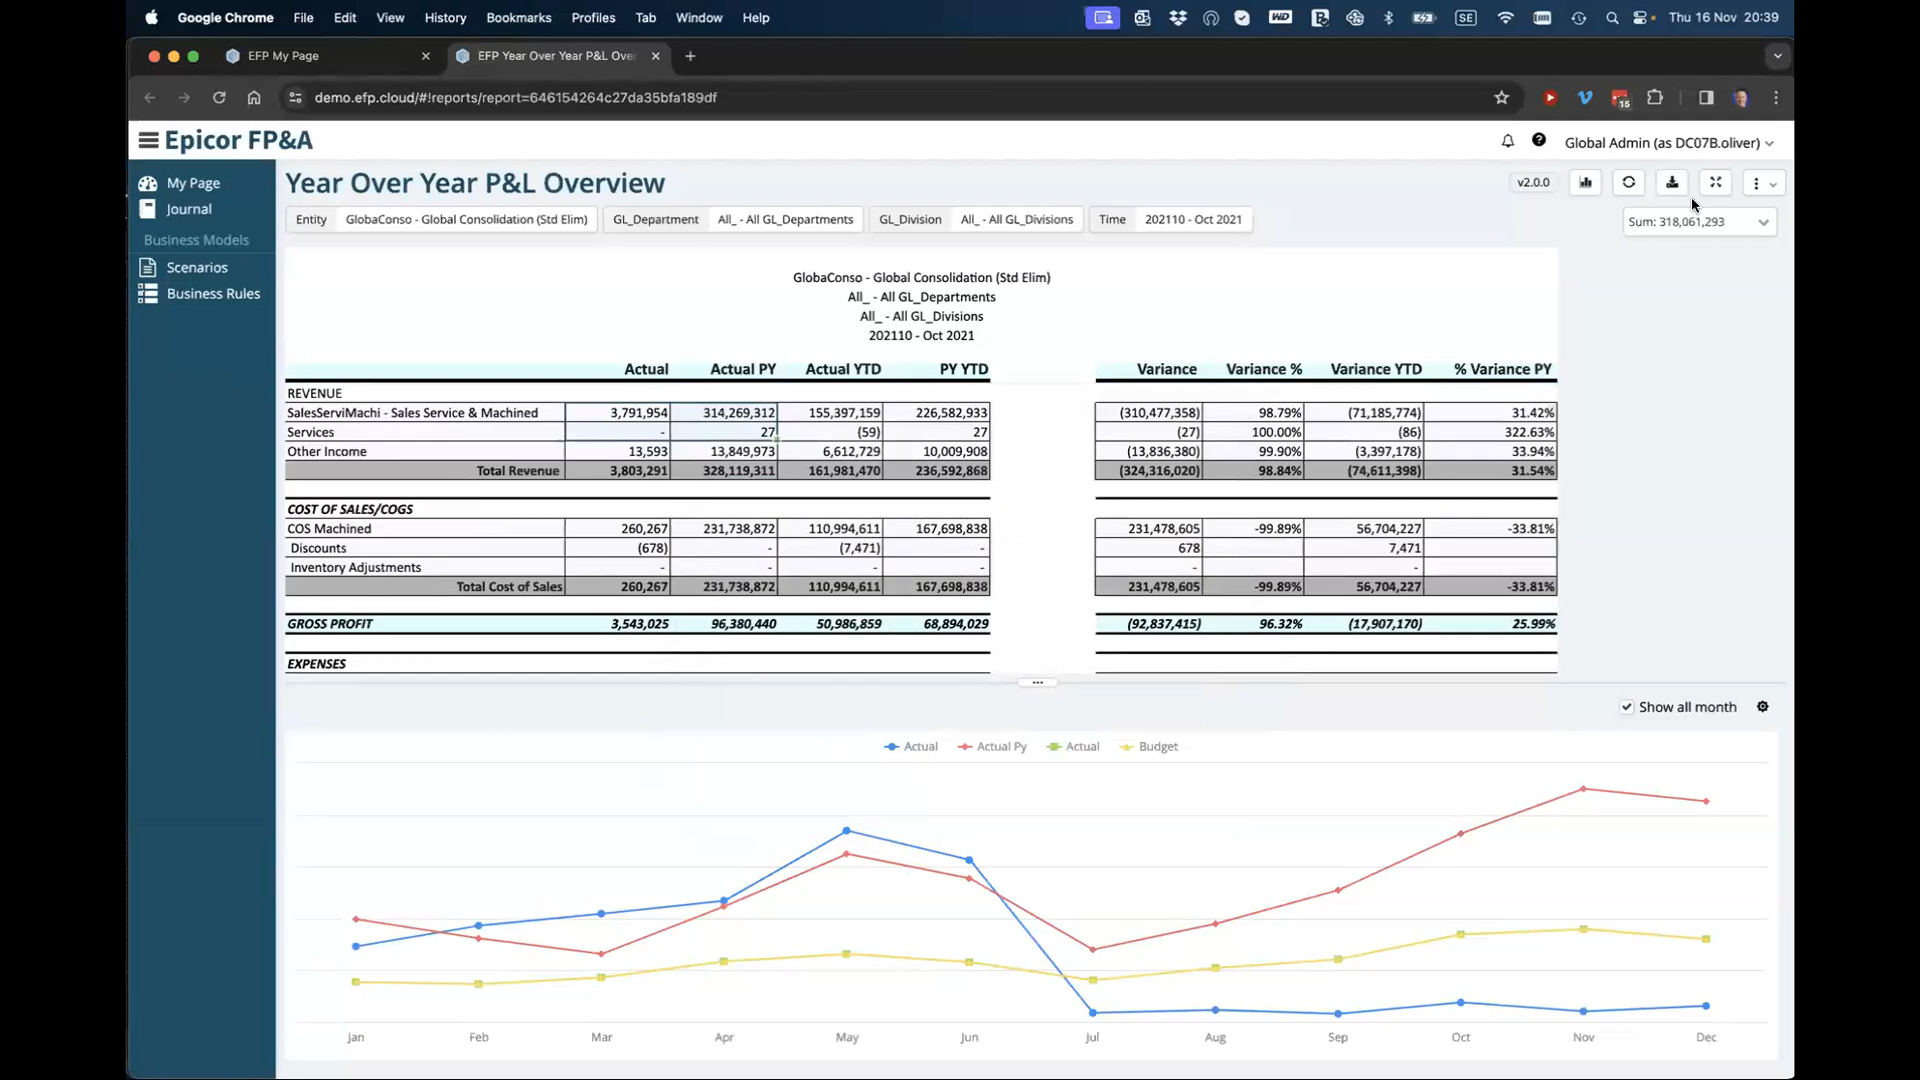 Google Chrome File Edit View History Bookmarks Profiles Tab Window Help WD SE Thu 16 Nov 20:39
EFP My Page EFP Year Over Year P&L Over
demo.efp.cloud/#!reports/report=646154264c27da35bfa189df 15
Epicor FP&A Global Admin (as DC07B.oliver)
My Page
Journal
Business Models
Scenarios
Business Rules
Year Over Year P&L Overview v2.0.0
Entity GlobaConso - Global Consolidation (Std Elim) GL_Department All_ - All GL_Departments GL_Division All_ - All GL_Divisions Time 202110 - Oct 2021 Sum: 318,061,293
GlobaConso - Global Consolidation (Std Elim)
All_ - All GL_Departments
All_ - All GL_Divisions
202110 - Oct 2021
Actual Actual PY Actual YTD PY YTD Variance Variance % Variance YTD % Variance PY
REVENUE
SalesServiMachi - Sales Service & Machined 3,791,954 314,269,312 155,397,159 226,582,933 (310,477,358) 98.79% (71,185,774) 31.42%
Services - 27 (59) 27 (27) 100.00% (86) 322.63%
Other Income 13,593 13,849,973 6,612,729 10,009,908 (13,836,380) 99.90% (3,397,178) 33.94%
Total Revenue 3,803,291 328,119,311 161,981,470 236,592,868 (324,316,020) 98.84% (74,611,398) 31.54%
COST OF SALES/COGS
COS Machined 260,267 231,738,872 110,994,611 167,698,838 231,478,605 -99.89% 56,704,227 -33.81%
Discounts (678) - (7,471) - 678 7,471
Inventory Adjustments - - - - - -
Total Cost of Sales 260,267 231,738,872 110,994,611 167,698,838 231,478,605 -99.89% 56,704,227 -33.81%
GROSS PROFIT 3,543,025 96,380,440 50,986,859 68,894,029 (92,837,415) 96.32% (17,907,170) 25.99%
EXPENSES
Show all month
Actual Actual Py Actual Budget
Jan Feb Mar Apr May Jun Jul Aug Sep Oct Nov Dec